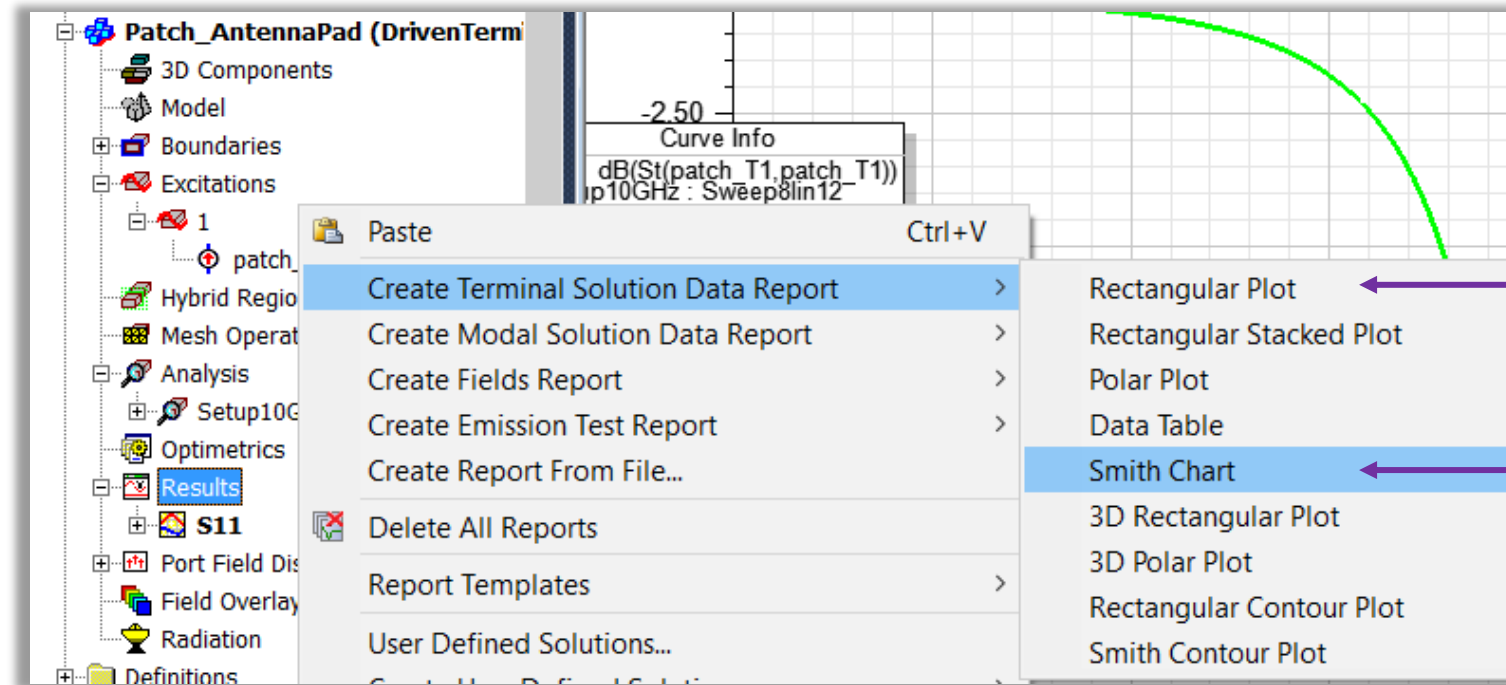 Patch_AntennaPad (DrivenTermi
3D Components
Model
Boundaries
Excitations
1
patch_
Hybrid Regio
Mesh Operat
Analysis
Setup10G
Optimetrics
Results
S11
Port Field Dis
Field Overlay
Radiation
Definitions
-2.50
Curve Info
dB(St(patch_T1,patch_T1))
up10GHz : Sweep8lin12
Paste Ctrl+V
Create Terminal Solution Data Report >
Create Modal Solution Data Report >
Create Fields Report >
Create Emission Test Report >
Create Report From File...
Delete All Reports
Report Templates >
User Defined Solutions...
Rectangular Plot
Rectangular Stacked Plot
Polar Plot
Data Table
Smith Chart
3D Rectangular Plot
3D Polar Plot
Rectangular Contour Plot
Smith Contour Plot